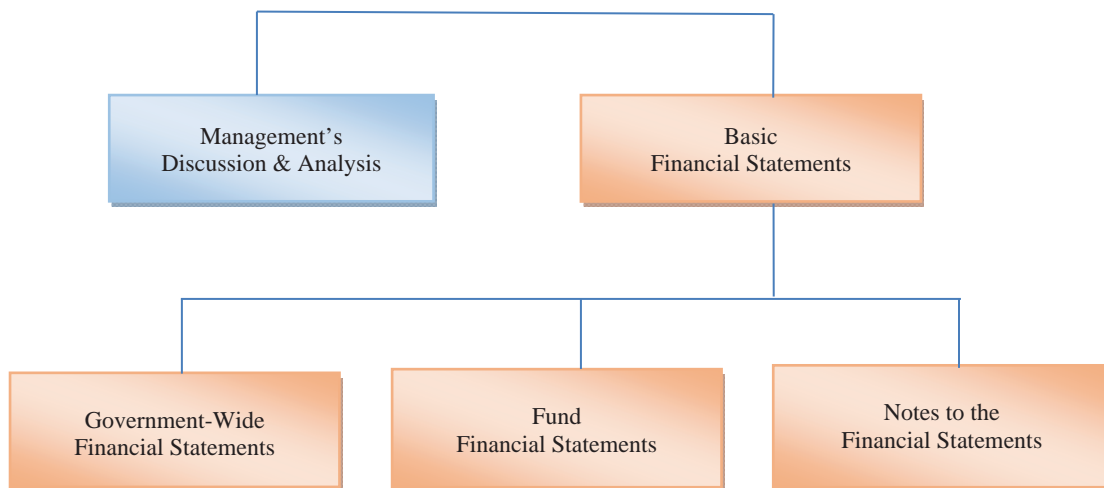 Management’s
Discussion & Analysis
Basic
Financial Statements
Government-Wide
Financial Statements
Fund
Financial Statements
Notes to the
Financial Statements